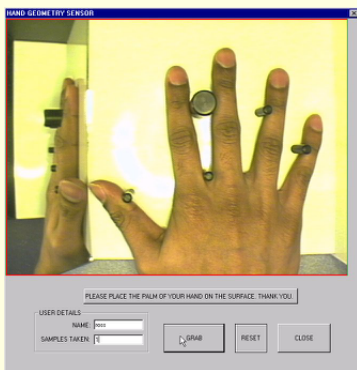 HAND GEOMETRY SENSOR
PLEASE PLACE THE PALM OF YOUR HAND ON THE SURFACE. THANK YOU.
USER DETAILS
NAME:
SAMPLES TAKEN:
GRAB
RESET
CLOSE